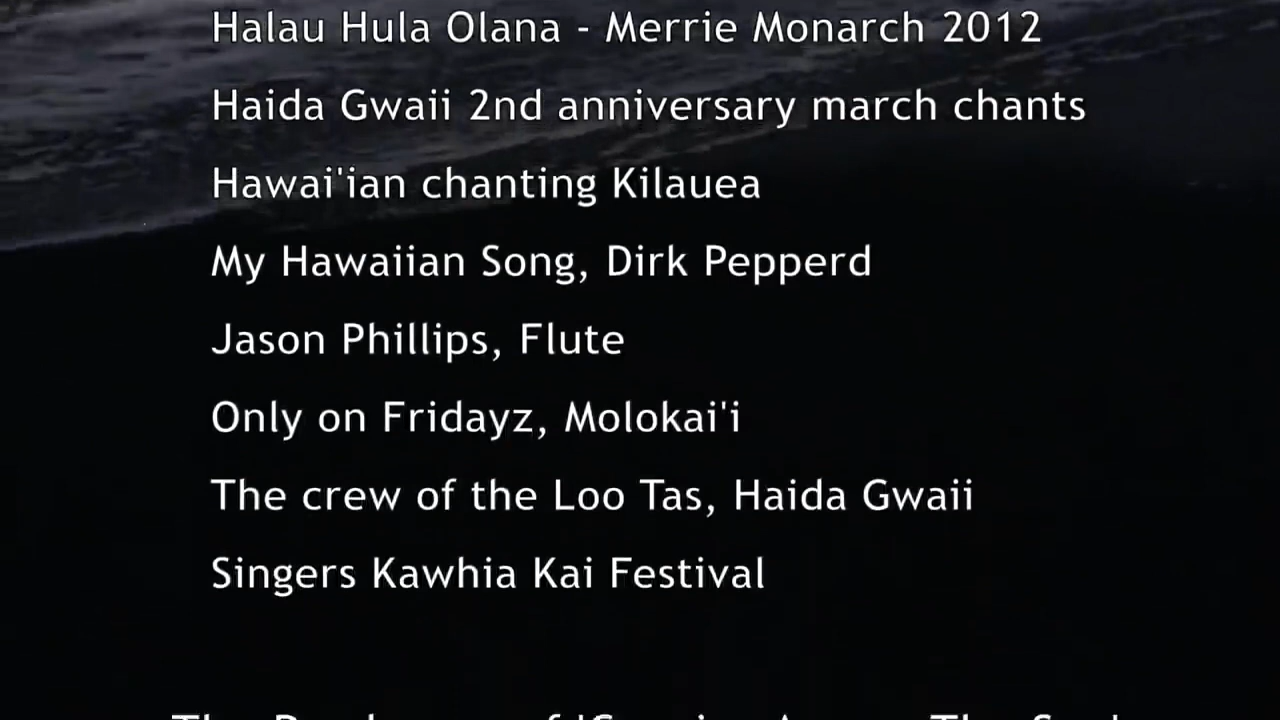 Halau Hula Olana - Merrie Monarch 2012
Haida Gwaii 2nd anniversary march chants
Hawai'ian chanting Kilauea
My Hawaiian Song, Dirk Pepperd
Jason Phillips, Flute
Only on Fridayz, Molokai'i
The crew of the Loo Tas, Haida Gwaii
Singers Kawhia Kai Festival